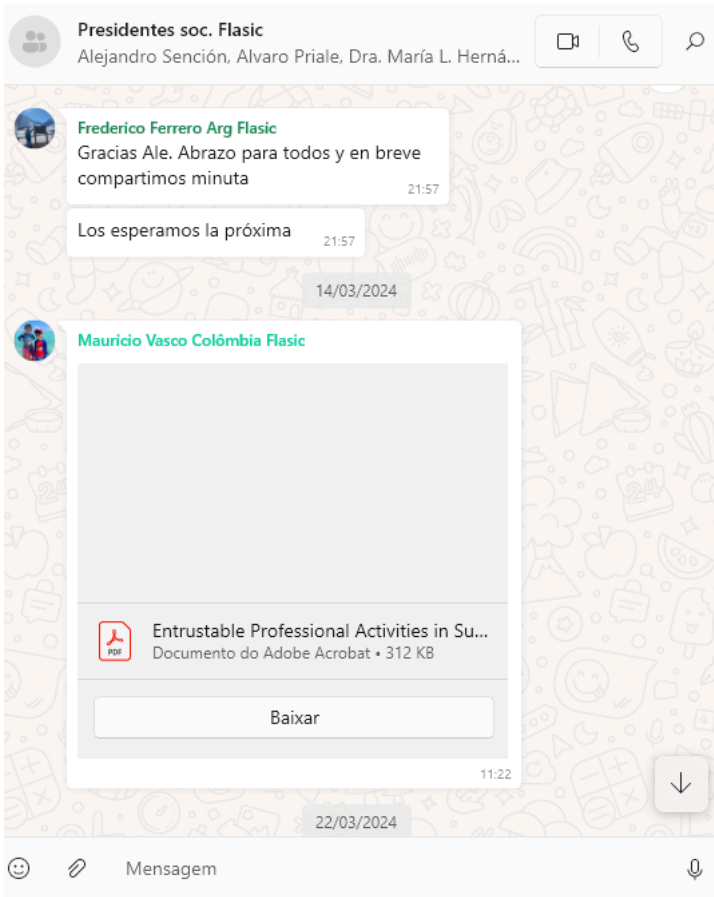 Presidentes soc. Flasic
Alejandro Sención, Alvaro Priale, Dra. María L. Herná...
Frederico Ferrero Arg Flasic
Gracias Ale. Abrazo para todos y en breve
compartimos minuta
21:57
Los esperamos la próxima
21:57
14/03/2024
Mauricio Vasco Colômbia Flasic
PDF
Entrustable Professional Activities in Su...
Documento do Adobe Acrobat • 312 KB
Baixar
11:22
22/03/2024
Mensagem